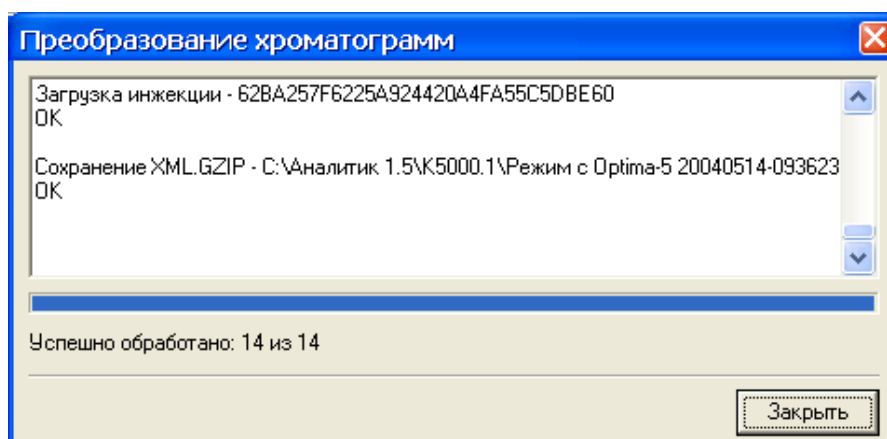 Преобразование хроматограмм
Загрузка инжекции - 62BA257F6225A924420A4FA55C5DBE60
OK
Сохранение XML.GZIP - C:\Аналитик 1.5\K5000.1\Режим с Optima-5 20040514-093623
OK
Успешно обработано: 14 из 14
Закрыть